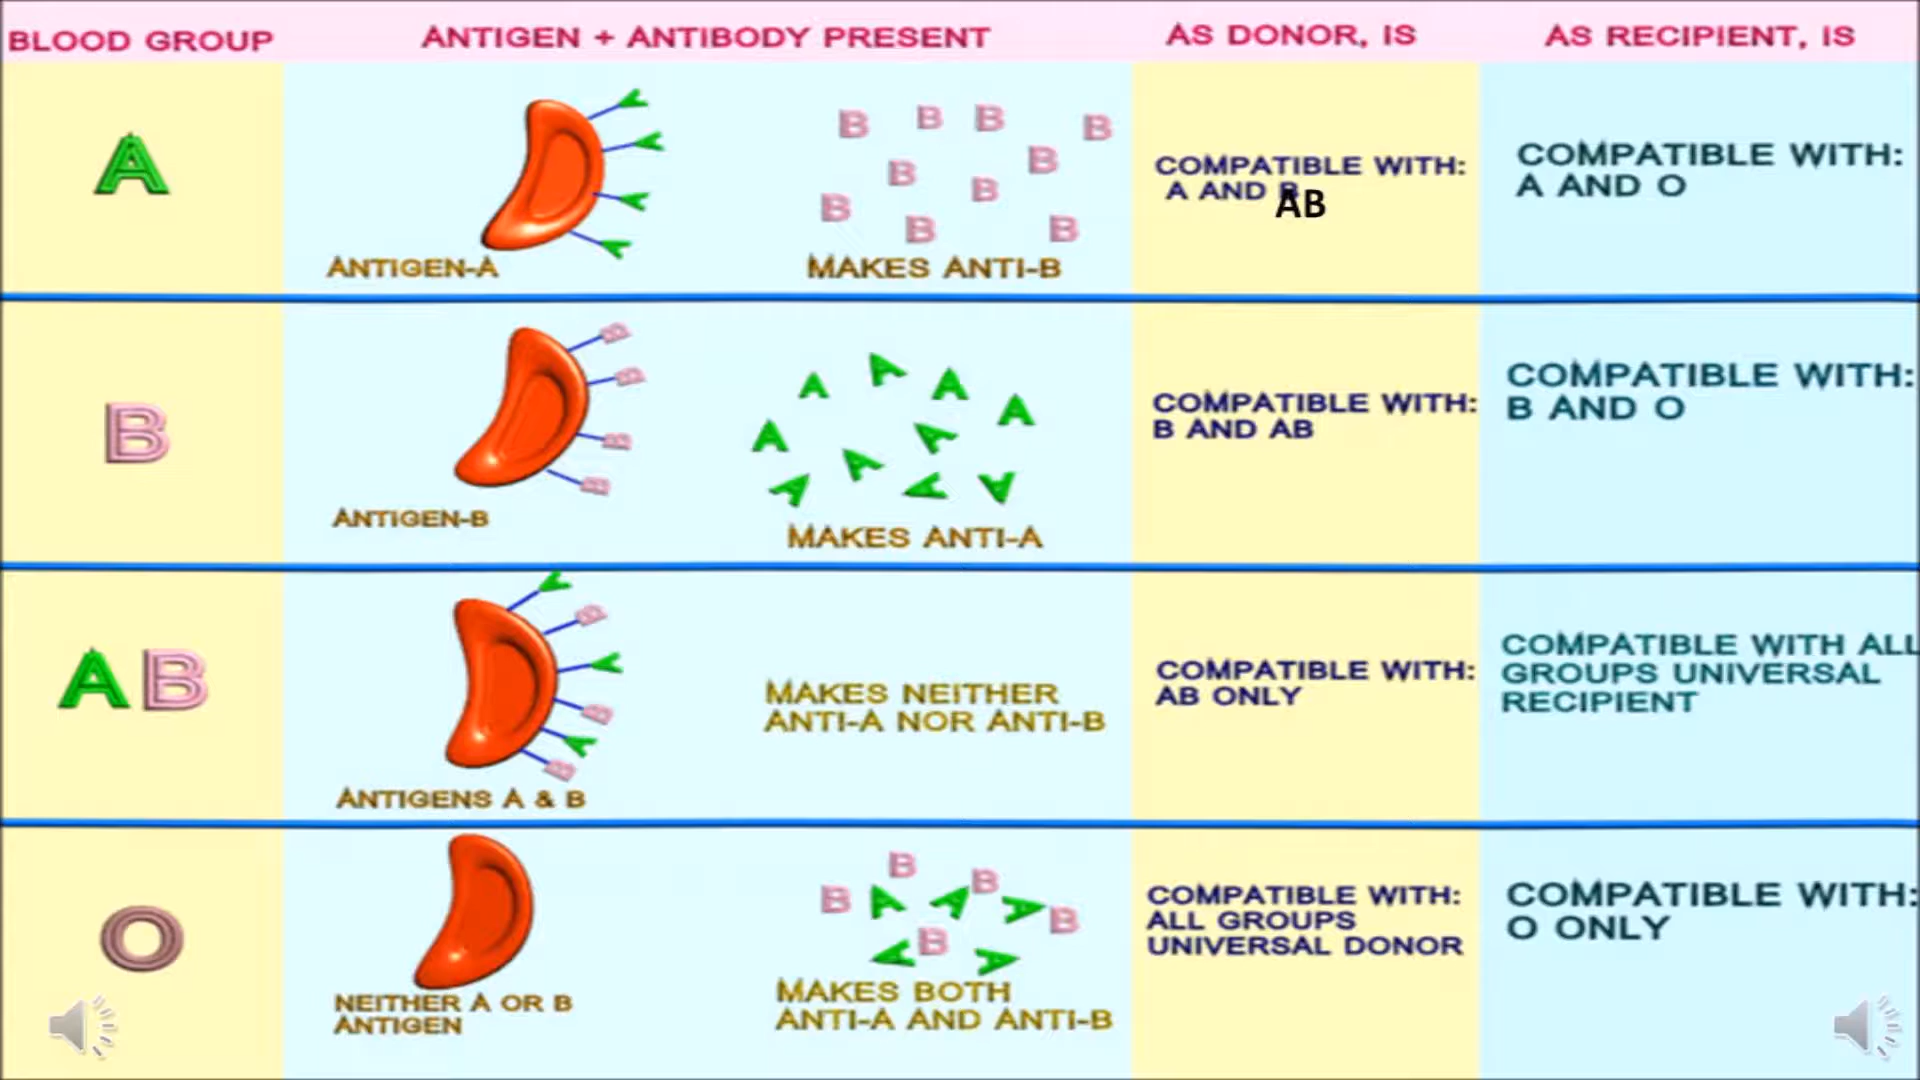 BLOOD GROUP
ANTIGEN + ANTIBODY PRESENT
AS DONOR, IS
AS RECIPIENT, IS
A
A A A A
ANTIGEN-A
B B B B B B B B B B
MAKES ANTI-B
COMPATIBLE WITH:
A AND B
AB
COMPATIBLE WITH:
A AND O
B
B B B B
ANTIGEN-B
A A A A A A A A A A
MAKES ANTI-A
COMPATIBLE WITH:
B AND AB
COMPATIBLE WITH:
B AND O
AB
A B A B A B
ANTIGENS A & B
MAKES NEITHER
ANTI-A NOR ANTI-B
COMPATIBLE WITH:
AB ONLY
COMPATIBLE WITH ALL
GROUPS UNIVERSAL
RECIPIENT
O
NEITHER A OR B
ANTIGEN
B B B A A A B B A A
MAKES BOTH
ANTI-A AND ANTI-B
COMPATIBLE WITH:
ALL GROUPS
UNIVERSAL DONOR
COMPATIBLE WITH:
O ONLY